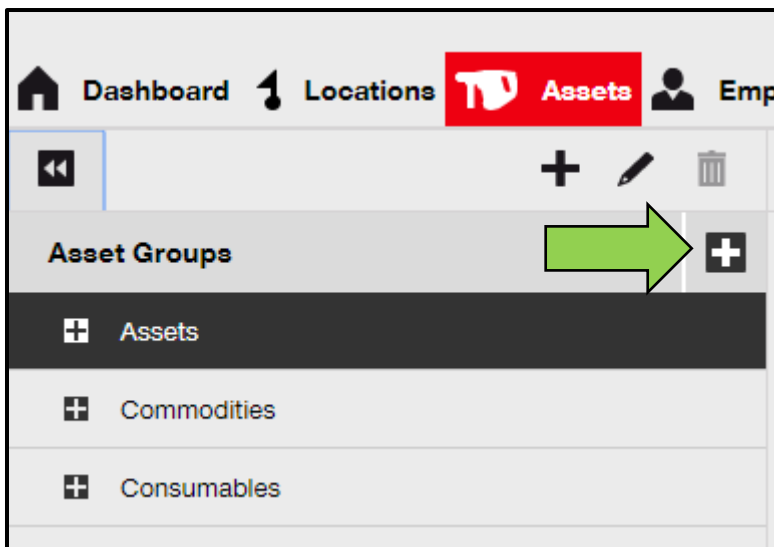 Dashboard Locations Assets Emp
Asset Groups
Assets
Commodities
Consumables